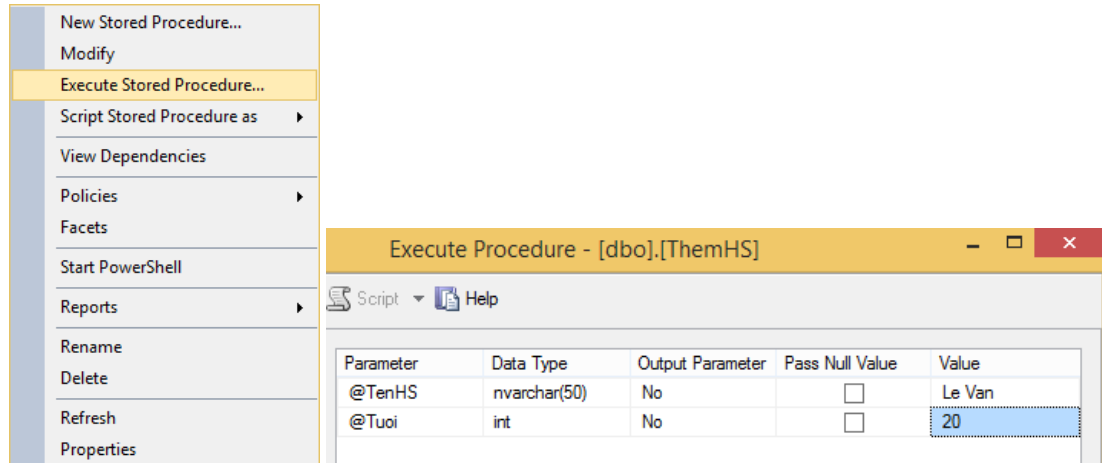 New Stored Procedure...
Modify
Execute Stored Procedure...
Script Stored Procedure as
View Dependencies
Policies
Facets
Start PowerShell
Reports
Rename
Delete
Refresh
Properties
Execute Procedure - [dbo].[ThemHS]
Script Help
Parameter Data Type Output Parameter Pass Null Value Value
@TenHS nvarchar(50) No Le Van
@Tuoi int No 20